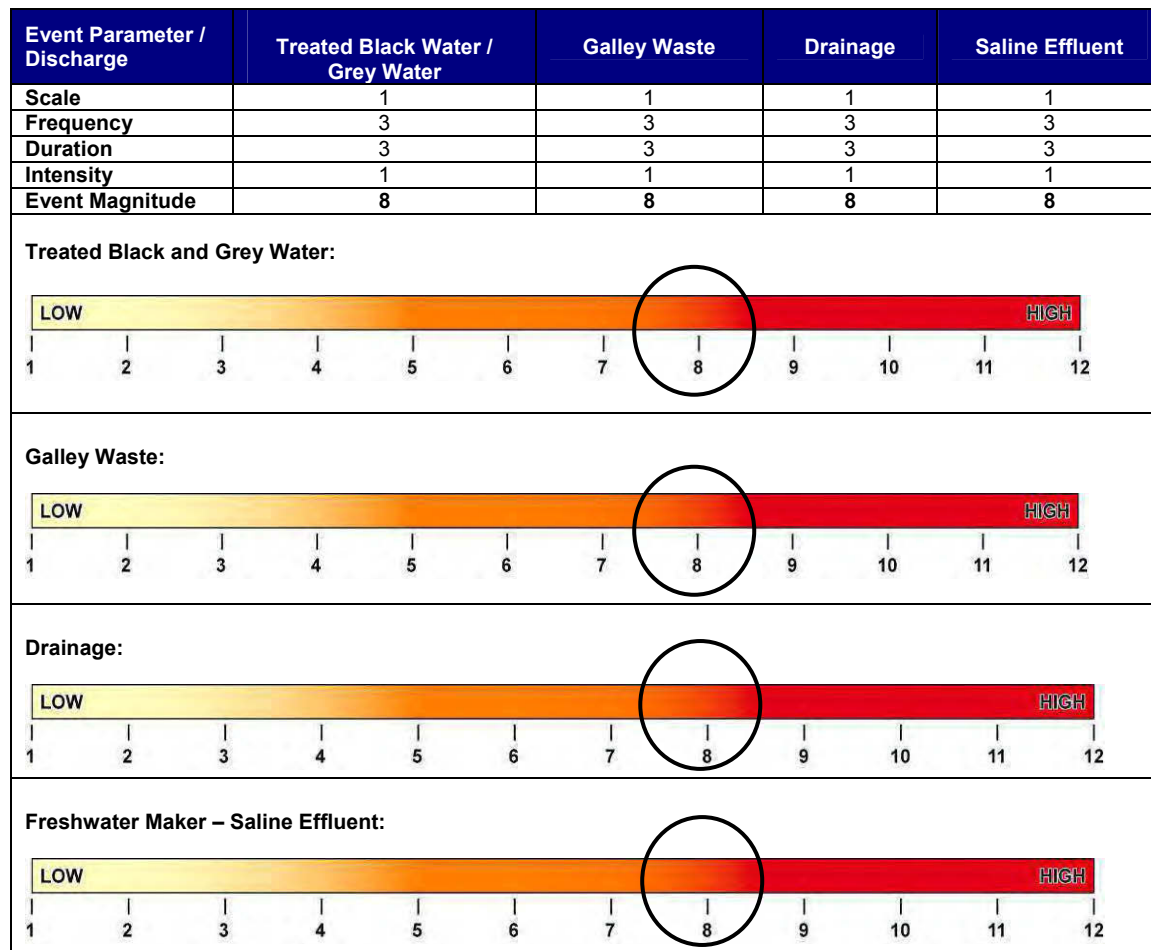 Event Parameter / Discharge Treated Black Water / Grey Water Galley Waste Drainage Saline Effluent
Scale 1 1 1 1
Frequency 3 3 3 3
Duration 3 3 3 3
Intensity 1 1 1 1
Event Magnitude 8 8 8 8
Treated Black and Grey Water:
LOW HIGH
1 2 3 4 5 6 7 8 9 10 11 12
Galley Waste:
LOW HIGH
1 2 3 4 5 6 7 8 9 10 11 12
Drainage:
LOW HIGH
1 2 3 4 5 6 7 8 9 10 11 12
Freshwater Maker – Saline Effluent:
LOW HIGH
1 2 3 4 5 6 7 8 9 10 11 12